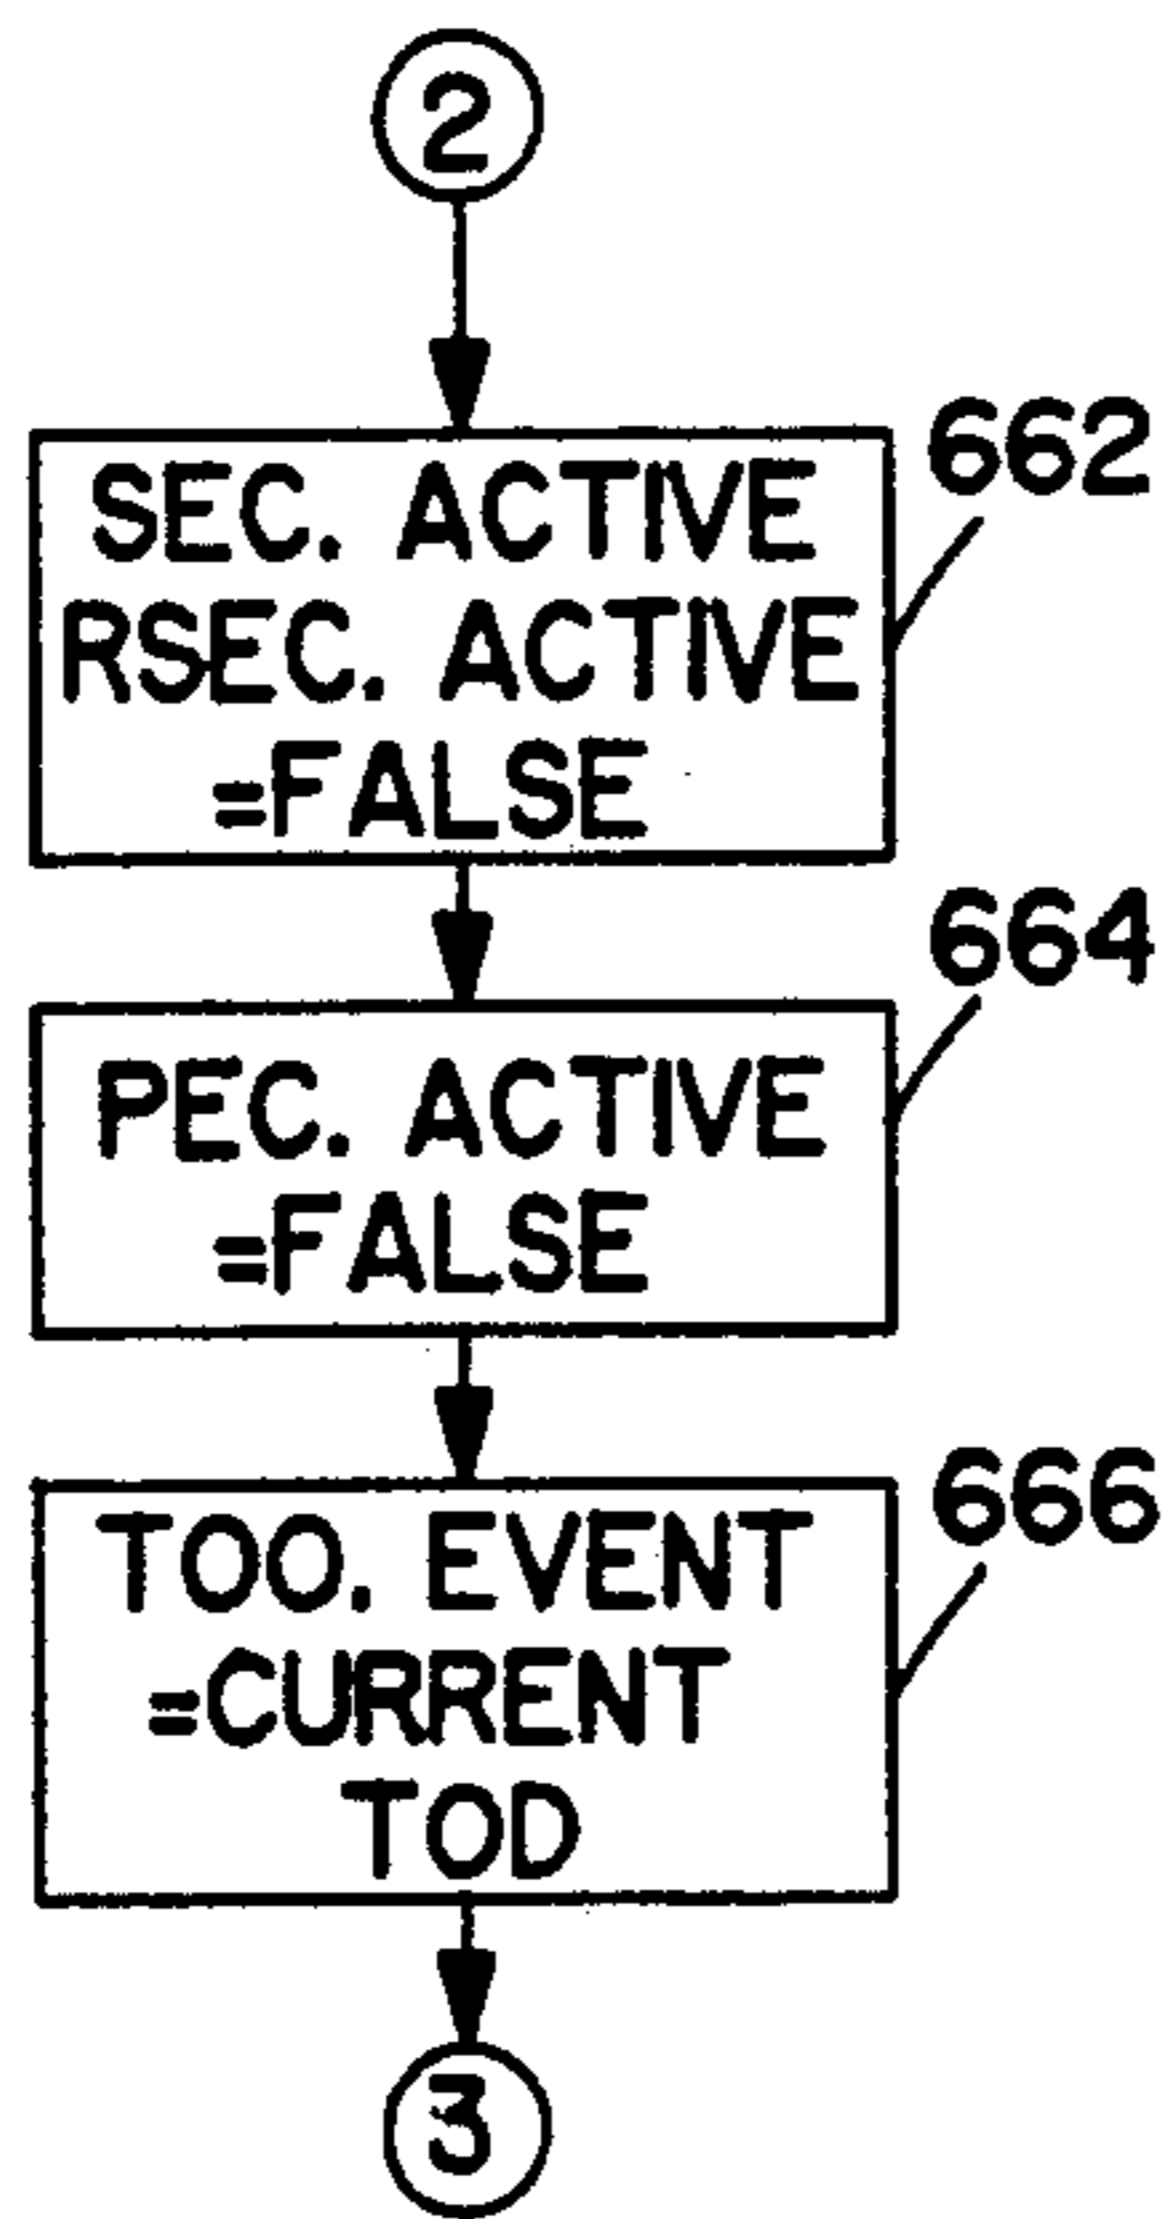 2
662
SEC. ACTIVE
RSEC. ACTIVE
=FALSE
664
PEC. ACTIVE
=FALSE
666
TOO. EVENT
=CURRENT
TOD
3